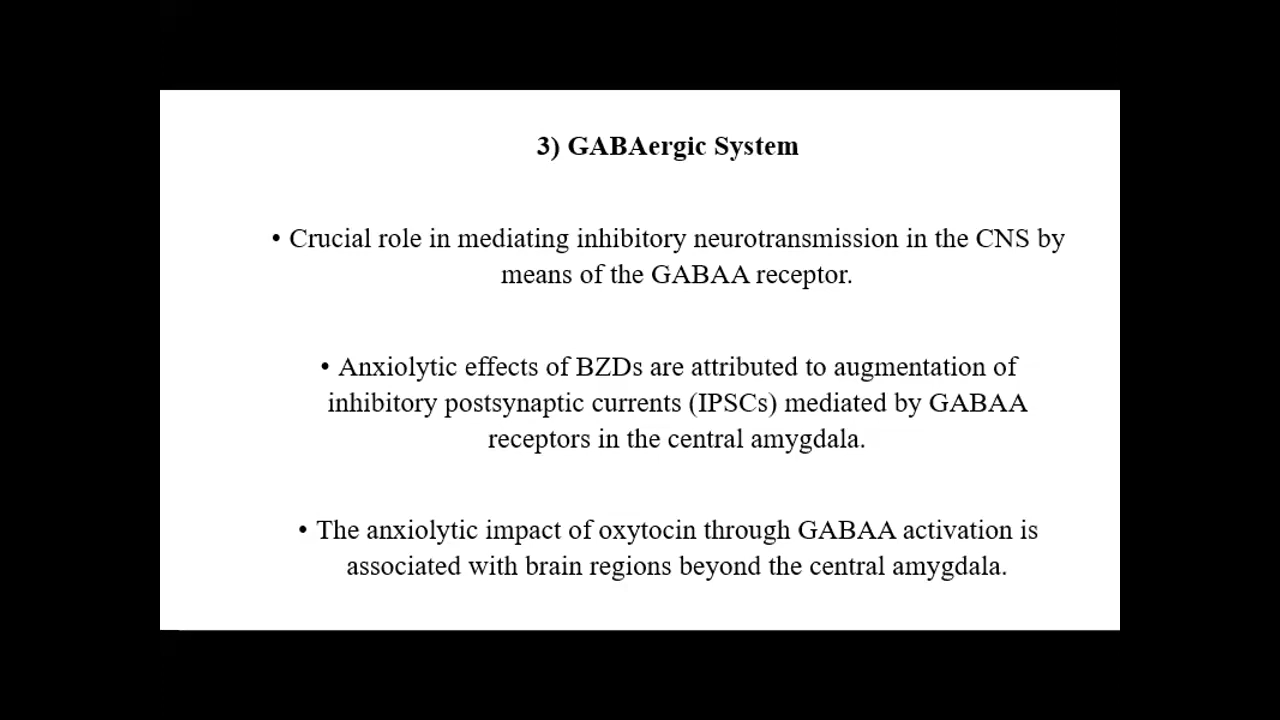 3) GABAergic System
• Crucial role in mediating inhibitory neurotransmission in the CNS by
means of the GABAA receptor.
• Anxiolytic effects of BZDs are attributed to augmentation of
inhibitory postsynaptic currents (IPSCs) mediated by GABAA
receptors in the central amygdala.
• The anxiolytic impact of oxytocin through GABAA activation is
associated with brain regions beyond the central amygdala.